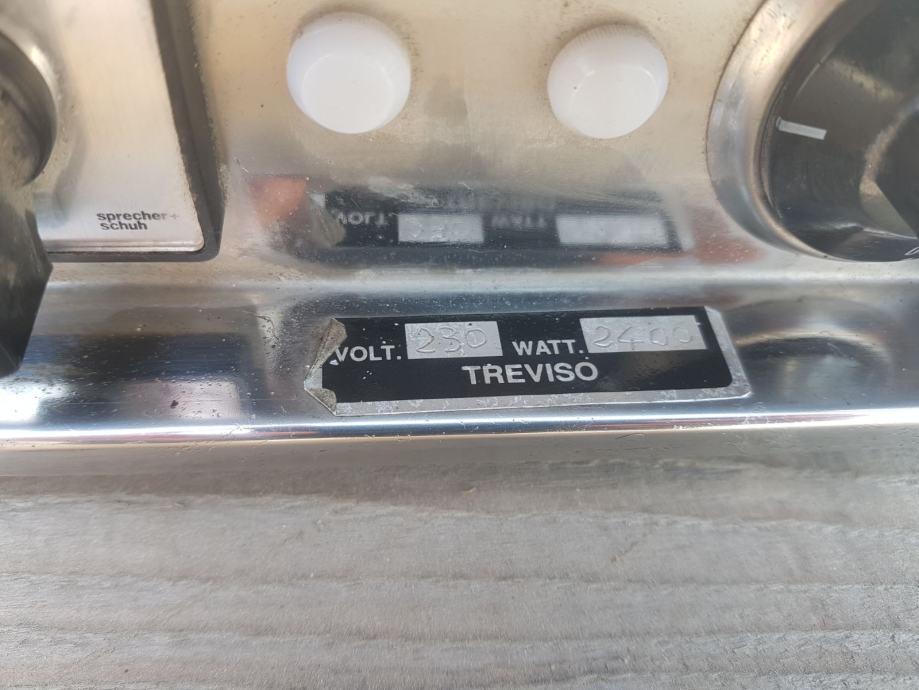 sprecher+
schuh
VOLT. 230 WATT. 2400
TREVISO